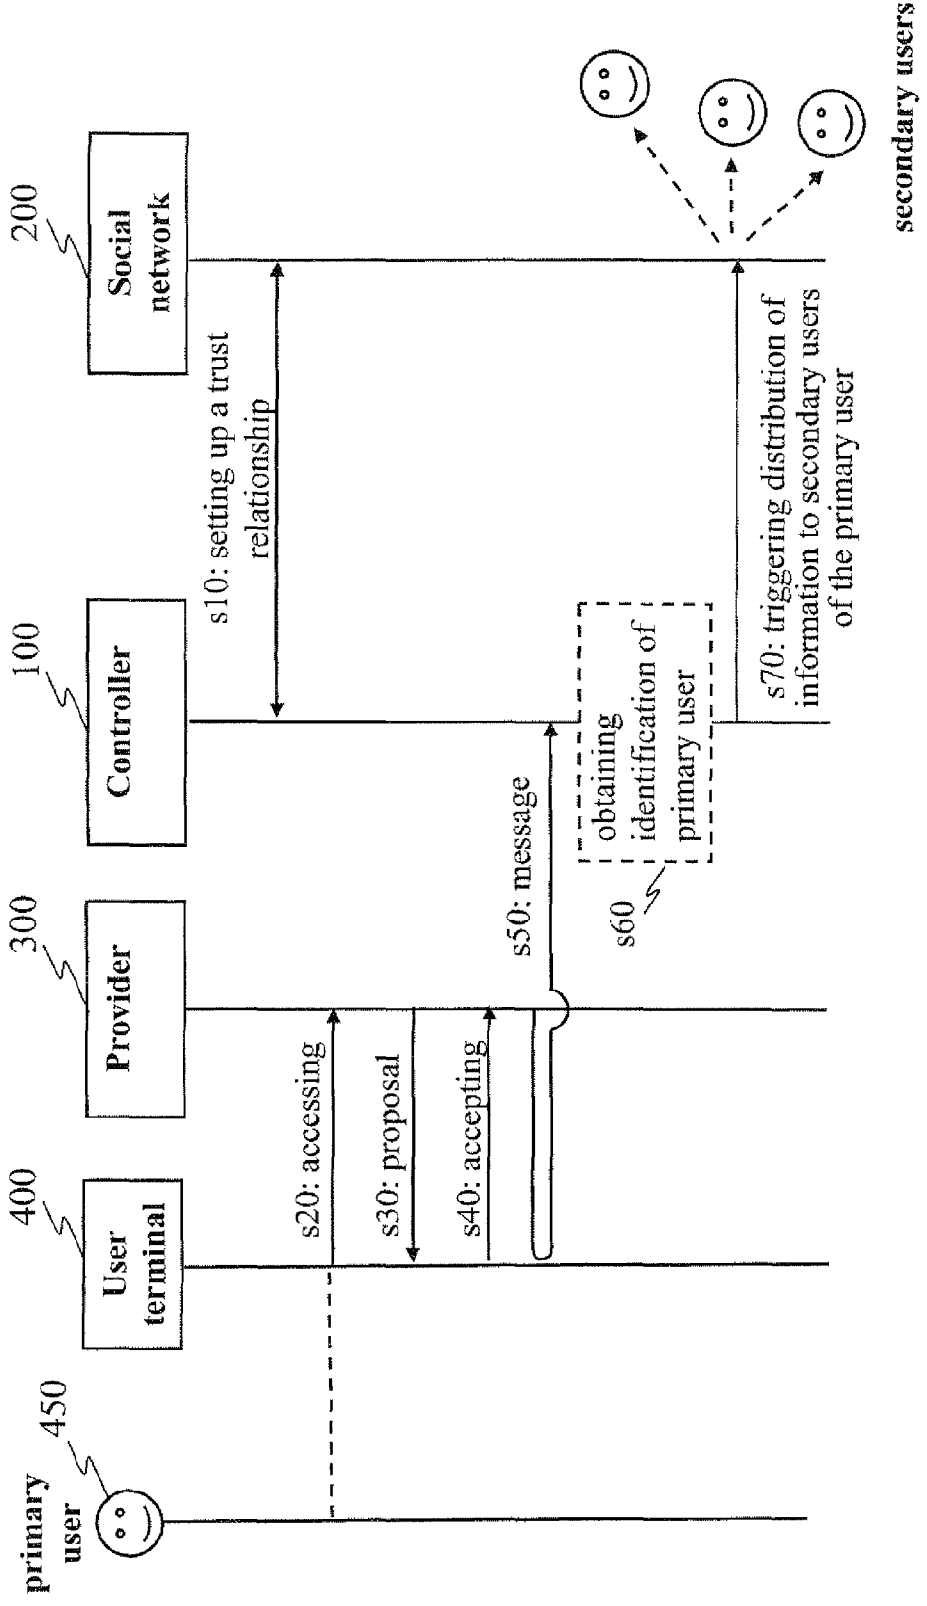 primary
user
450
400
User
terminal
300
Provider
100
Controller
200
Social
network
s10: setting up a trust
relationship
s20: accessing
s30: proposal
s40: accepting
s50: message
s60
obtaining
identification of
primary user
s70: triggering distribution of
information to secondary users
of the primary user
secondary users